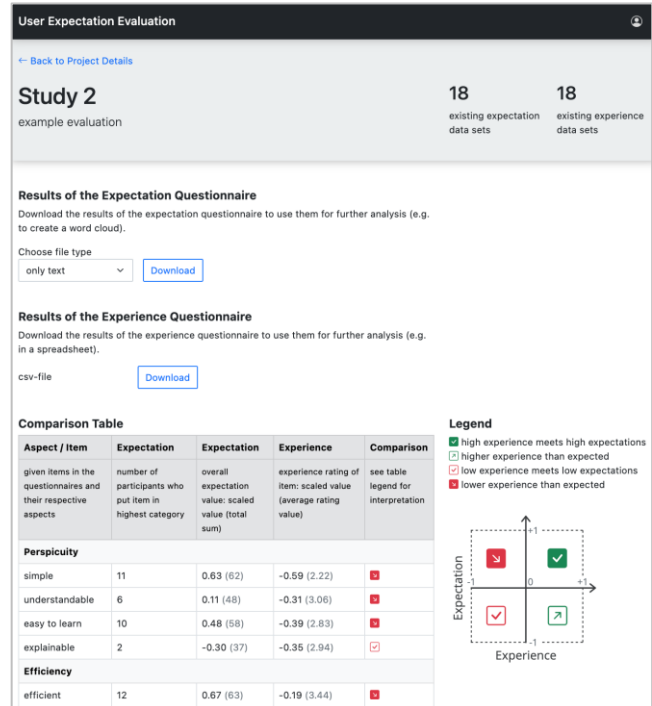 User Expectation Evaluation
← Back to Project Details
Study 2
example evaluation
18
existing expectation
data sets
18
existing experience
data sets
Results of the Expectation Questionnaire
Download the results of the expectation questionnaire to use them for further analysis (e.g.
to create a word cloud).
Choose file type
only text
Download
Results of the Experience Questionnaire
Download the results of the experience questionnaire to use them for further analysis (e.g.
in a spreadsheet).
csv-file
Download
Comparison Table
Aspect / Item Expectation Expectation Experience Comparison
given items in the
questionnaires and
their respective
aspects
number of
participants who
put item in
highest category
overall
expectation
value: scaled
value (total
sum)
experience rating of
item: scaled value
(average rating
value)
see table
legend for
interpretation
Perspicuity
simple 11 0.63 (62) -0.59 (2.22)
understandable 6 0.11 (48) -0.31 (3.06)
easy to learn 10 0.48 (58) -0.39 (2.83)
explainable 2 -0.30 (37) -0.35 (2.94)
Efficiency
efficient 12 0.67 (63) -0.19 (3.44)
Legend
high experience meets high expectations
higher experience than expected
low experience meets low expectations
lower experience than expected
+1
-1 0 +1
-1
Expectation
Experience